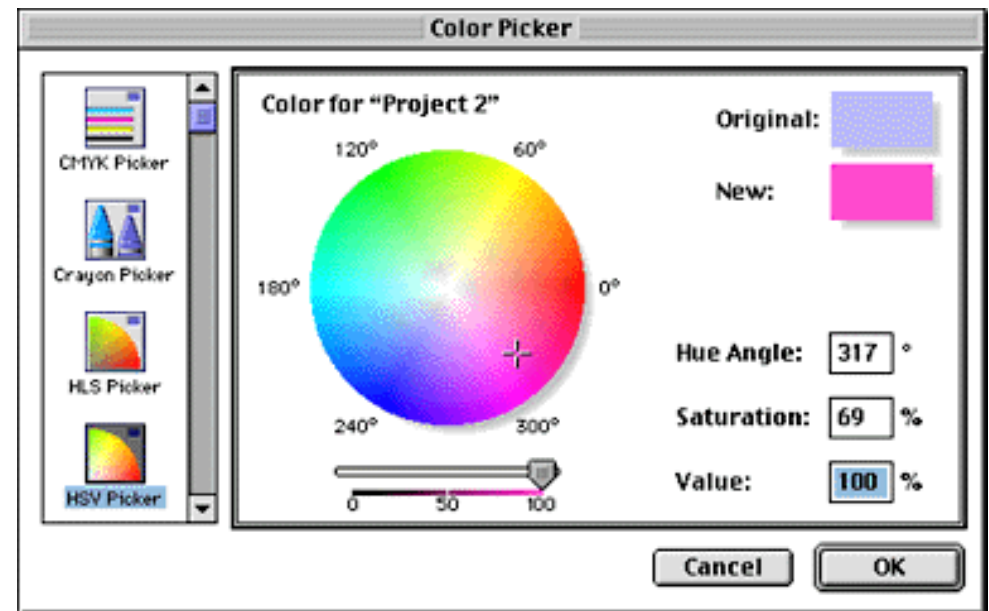 Color Picker
CMYK Picker
Crayon Picker
HLS Picker
HSV Picker
Color for “Project 2”
120° 60°
180° 0°
240° 300°
0 50 100
Original:
New:
Hue Angle: 317 °
Saturation: 69 %
Value: 100 %
Cancel OK